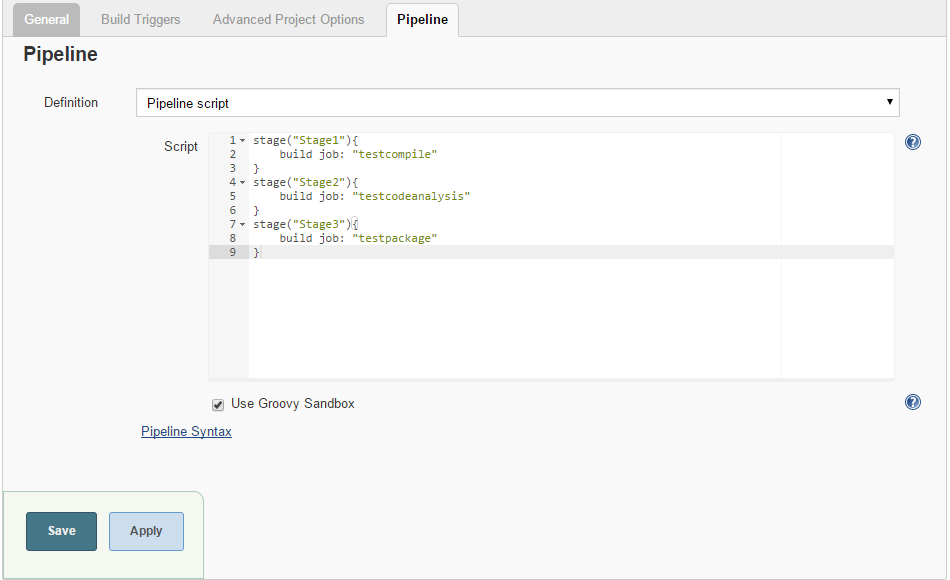 General Build Triggers Advanced Project Options Pipeline
Pipeline
Definition Pipeline script
Script
1 stage("Stage1"){
2     build job: "testcompile"
3 }
4 stage("Stage2"){
5     build job: "testcodeanalysis"
6 }
7 stage("Stage3"){
8     build job: "testpackage"
9 }
Use Groovy Sandbox
Pipeline Syntax
Save Apply